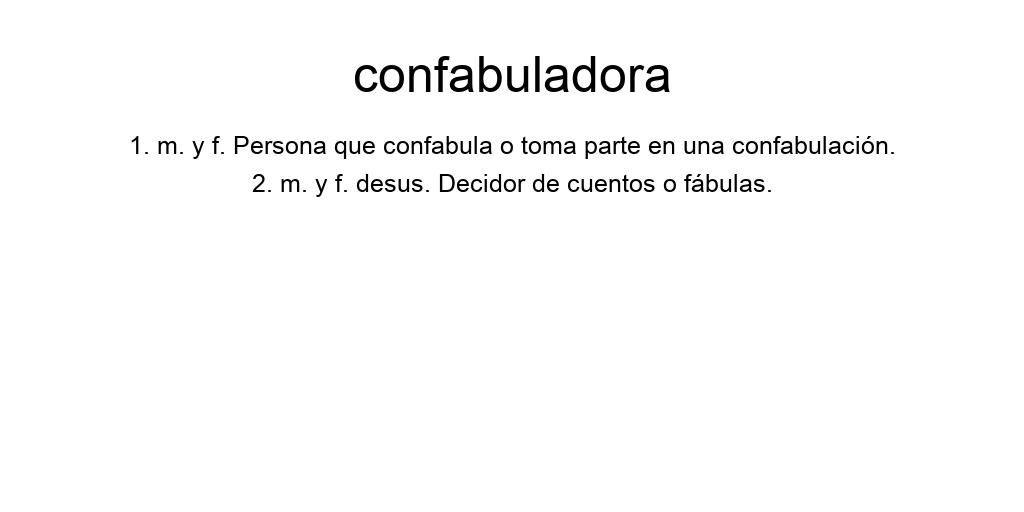 confabuladora
1. m. y f. Persona que confabula o toma parte en una confabulación.
2. m. y f. desus. Decidor de cuentos o fábulas.